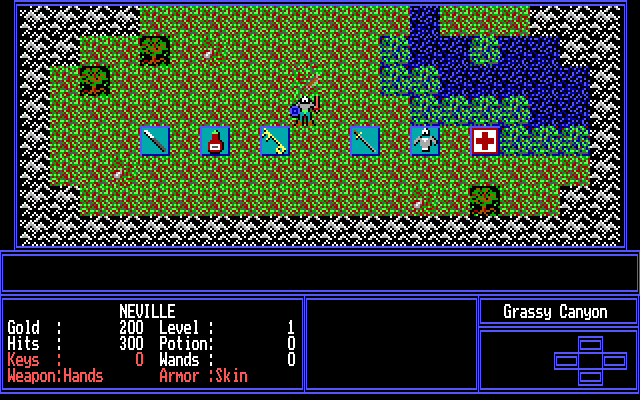 NEVILLE
Grassy Canyon
Gold : 200 Level : 1
Hits : 300 Potion: 0
Keys : 0 Wands : 0
Weapon:Hands Armor :Skin